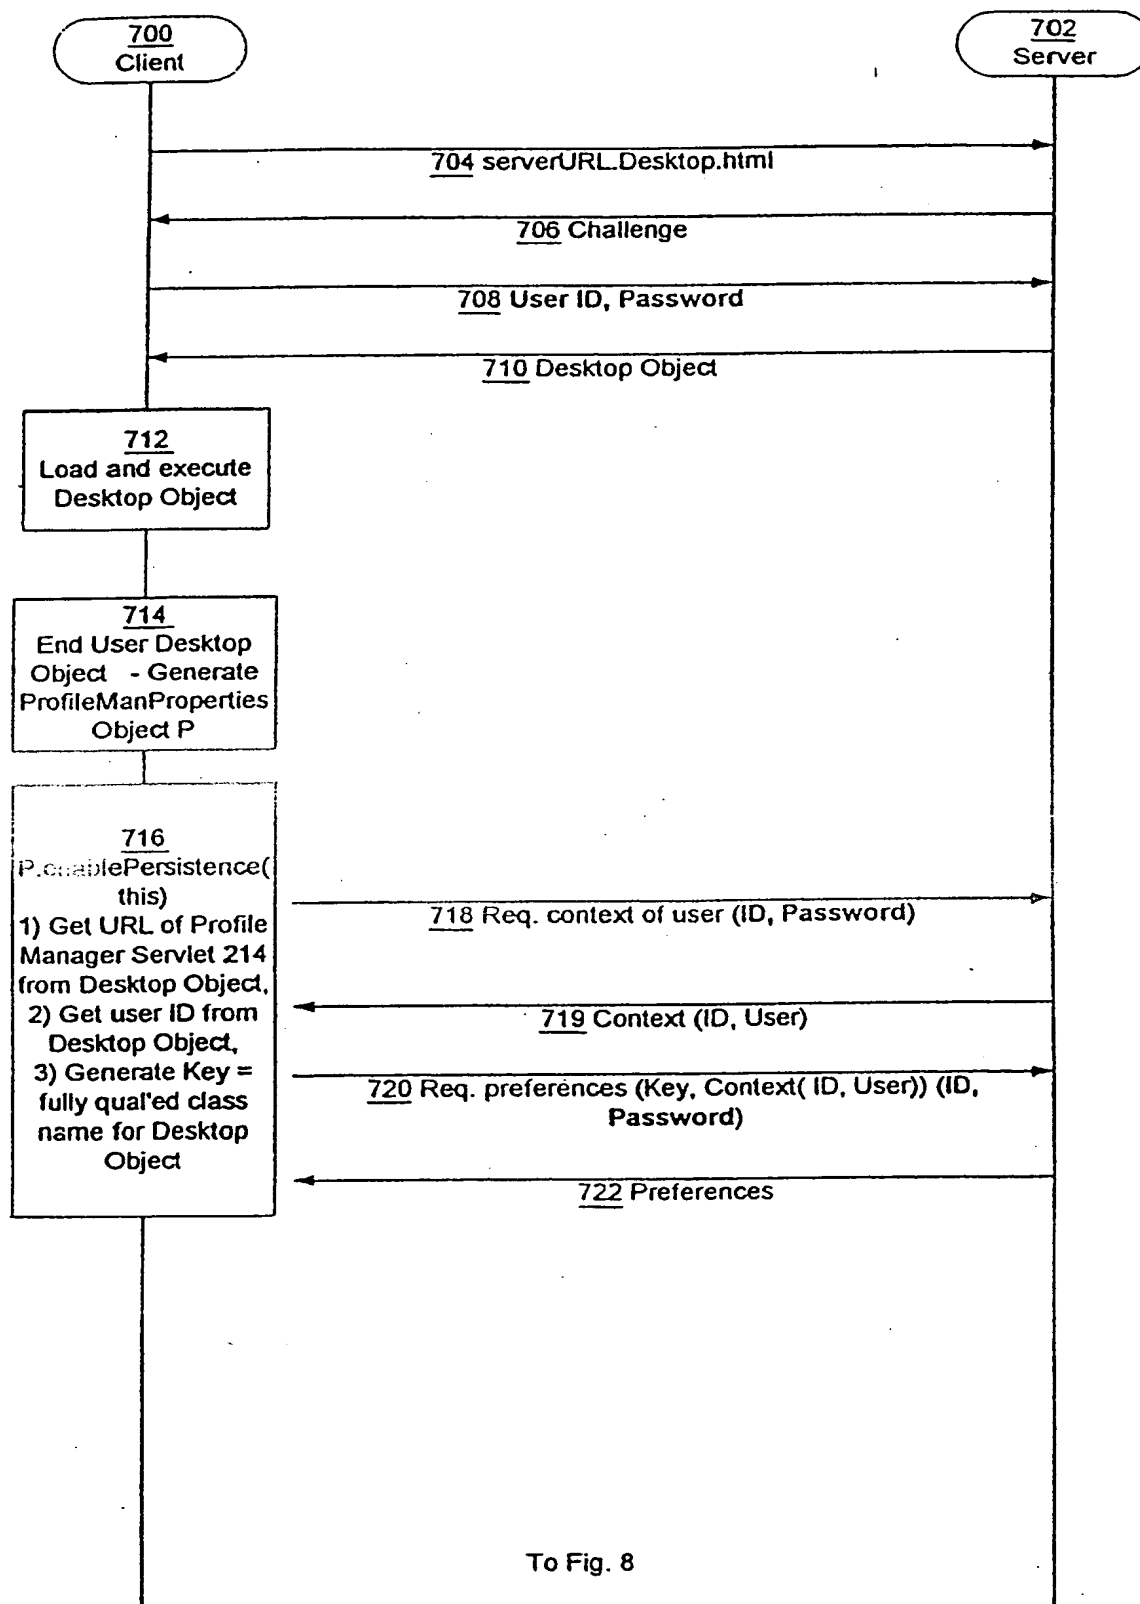 700
Client
702
Server
704 serverURL.Desktop.html
706 Challenge
708 User ID, Password
710 Desktop Object
712
Load and execute
Desktop Object
714
End User Desktop
Object - Generate
ProfileManProperties
Object P
716
P.enablePersistence(
this)
1) Get URL of Profile
Manager Servlet 214
from Desktop Object,
2) Get user ID from
Desktop Object,
3) Generate Key =
fully qual'ed class
name for Desktop
Object
718 Req. context of user (ID, Password)
719 Context (ID, User)
720 Req. preferences (Key, Context( ID, User)) (ID,
Password)
722 Preferences
To Fig. 8